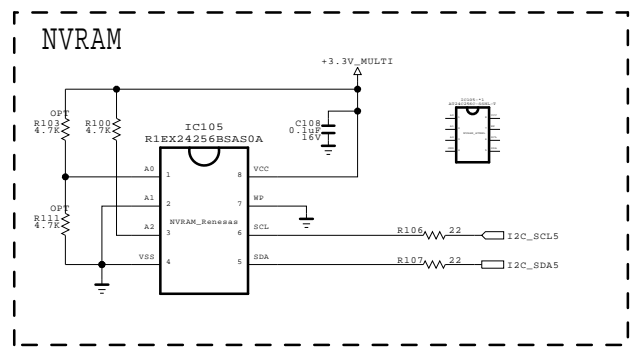 NVRAM
+3.3V_MULTI
OPT
R103
4.7K
R100
4.7K
C108
0.1uF
16V
IC105
R1EX24256BSAS0A
A0
1
8
VCC
A1
2
7
WP
NVRAM_Renesas
A2
3
6
SCL
R106
22
I2C_SCL5
VSS
4
5
SDA
R107
22
I2C_SDA5
OPT
R111
4.7K